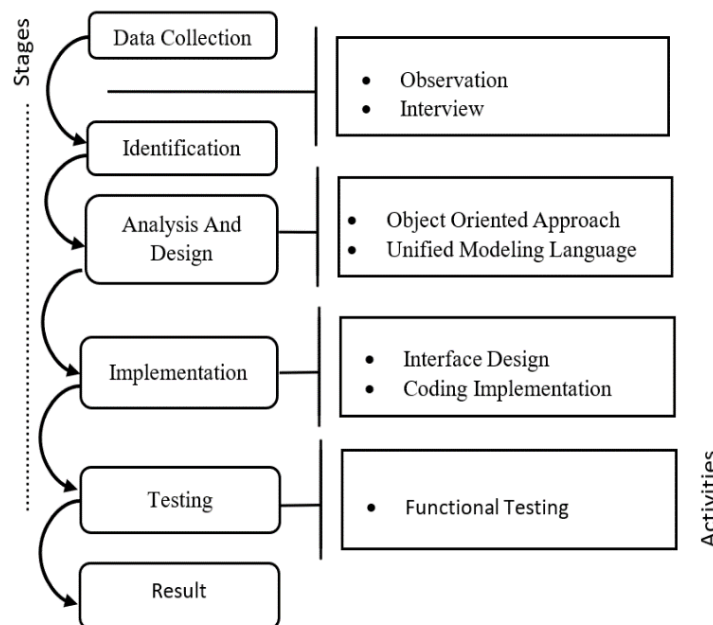 Stages
Data Collection
• Observation
• Interview
Identification
Analysis And
Design
• Object Oriented Approach
• Unified Modeling Language
Implementation
• Interface Design
• Coding Implementation
Testing
• Functional Testing
Activities
Result